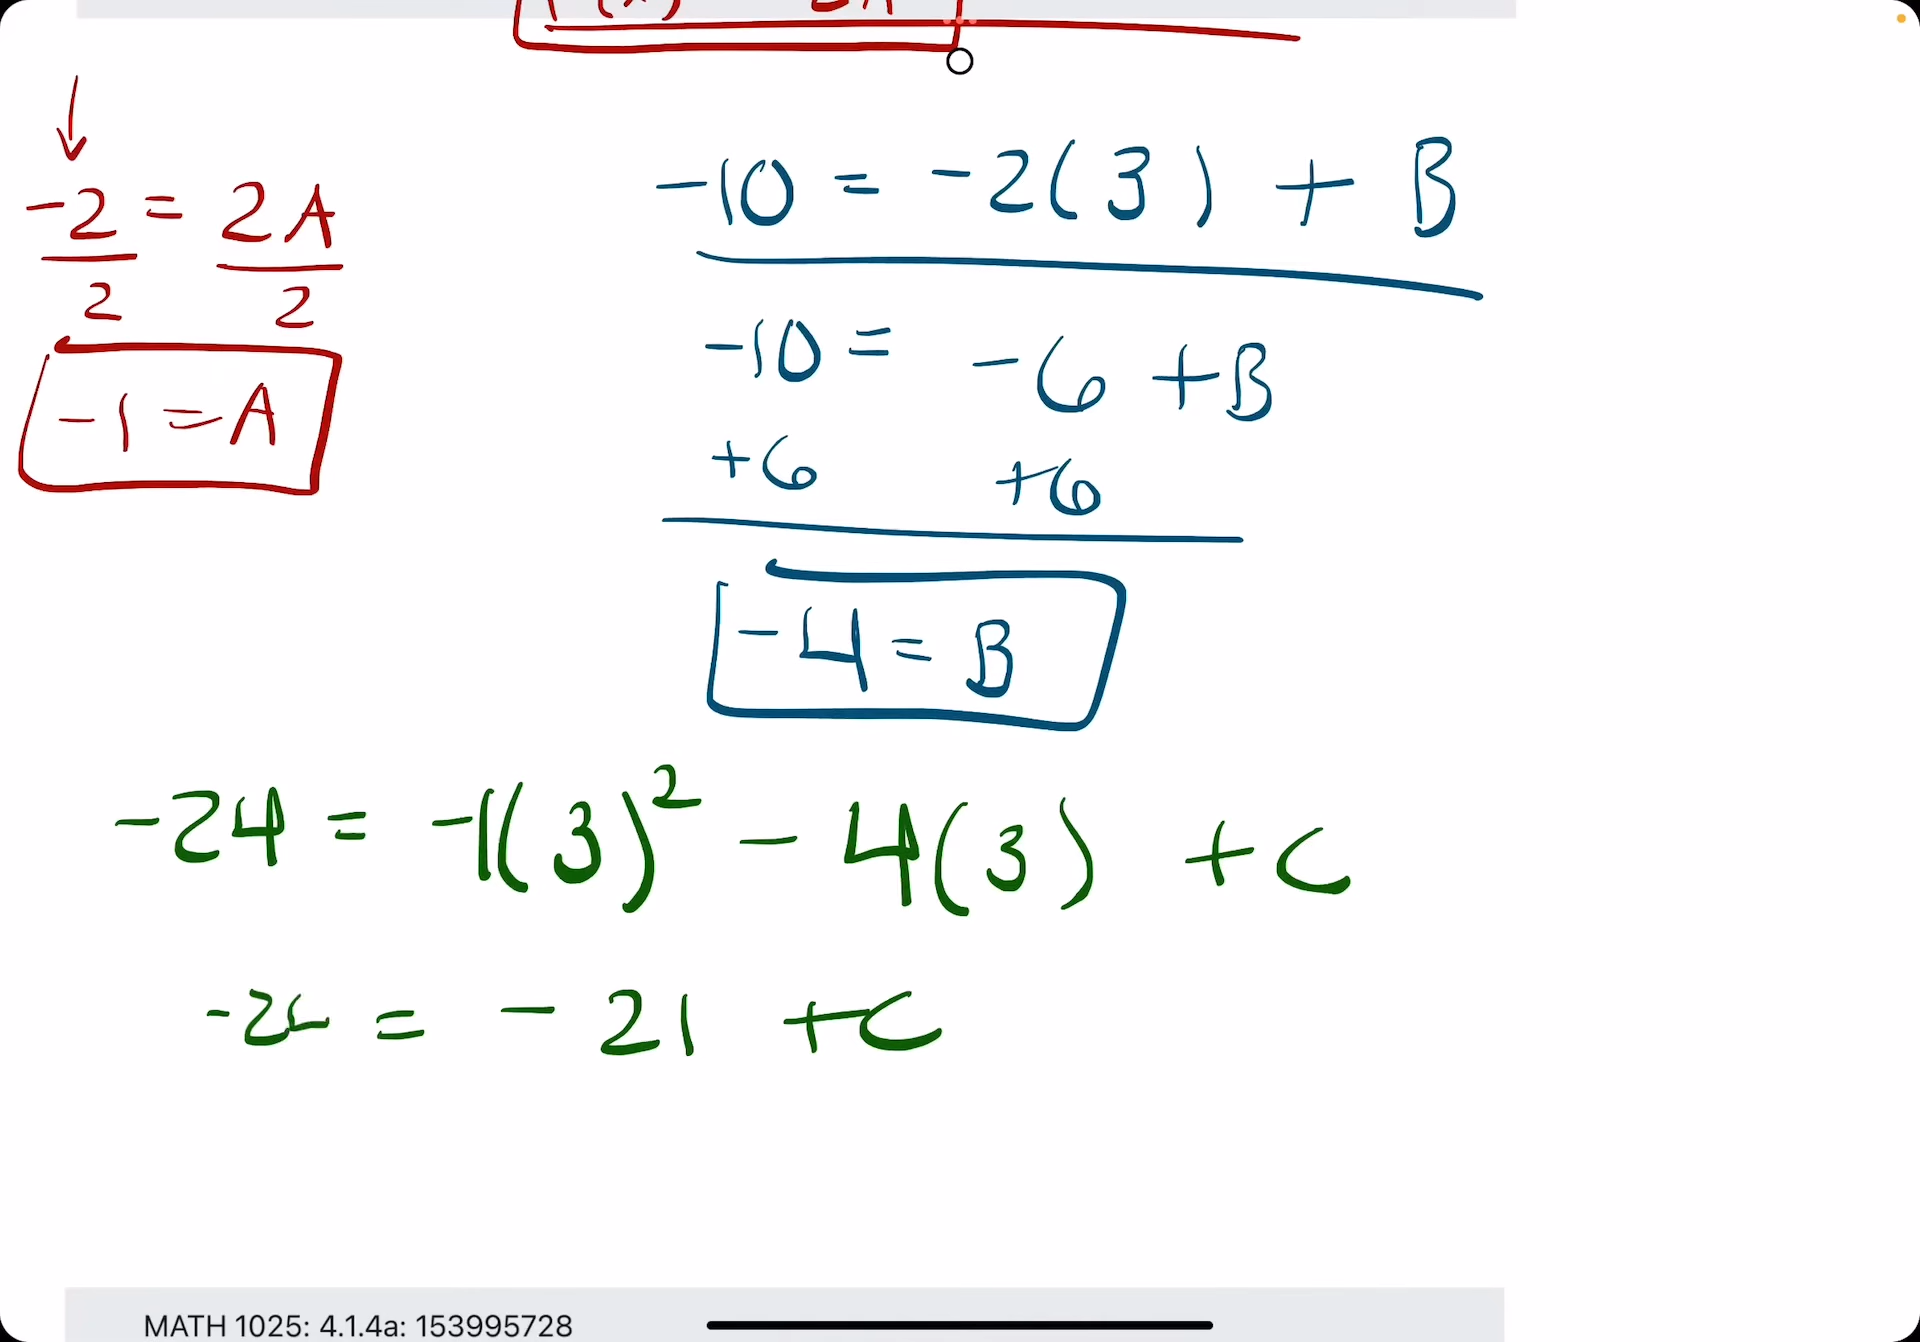 -2 = 2A
2 2
-1 = A
-10 = -2(3) + B
-10 = -6 + B
+6 +6
-4 = B
-24 = -1(3)² - 4(3) + C
-24 = -21 + C
MATH 1025: 4.1.4a: 153995728